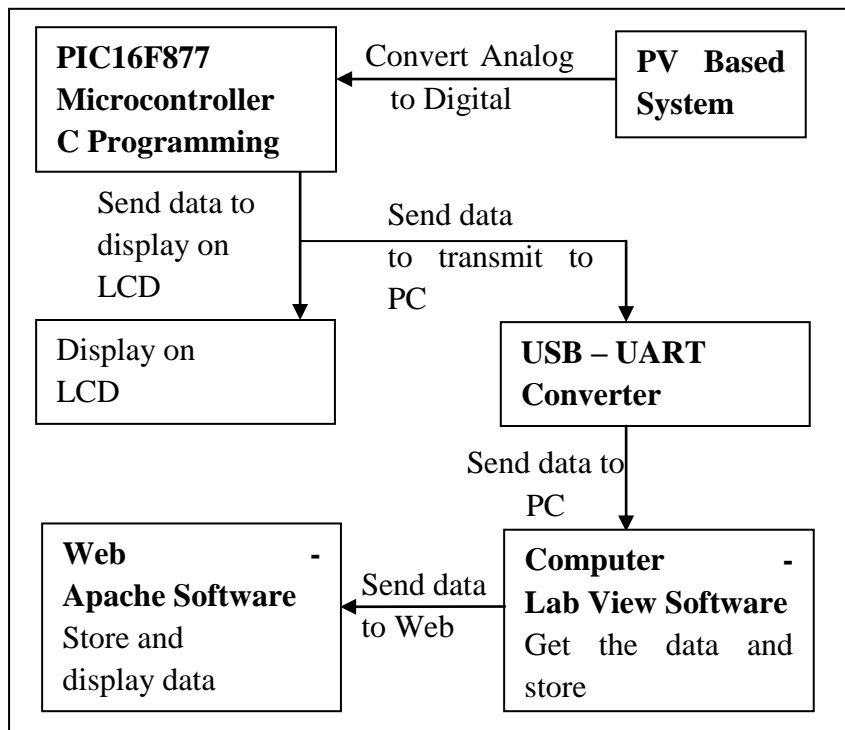 PIC16F877
Microcontroller
C Programming
Convert Analog
to Digital
PV Based
System
Send data to
display on
LCD
Send data
to transmit to
PC
Display on
LCD
USB – UART
Converter
Send data to
PC
Web -
Apache Software
Store and
display data
Send data
to Web
Computer -
Lab View Software
Get the data and
store